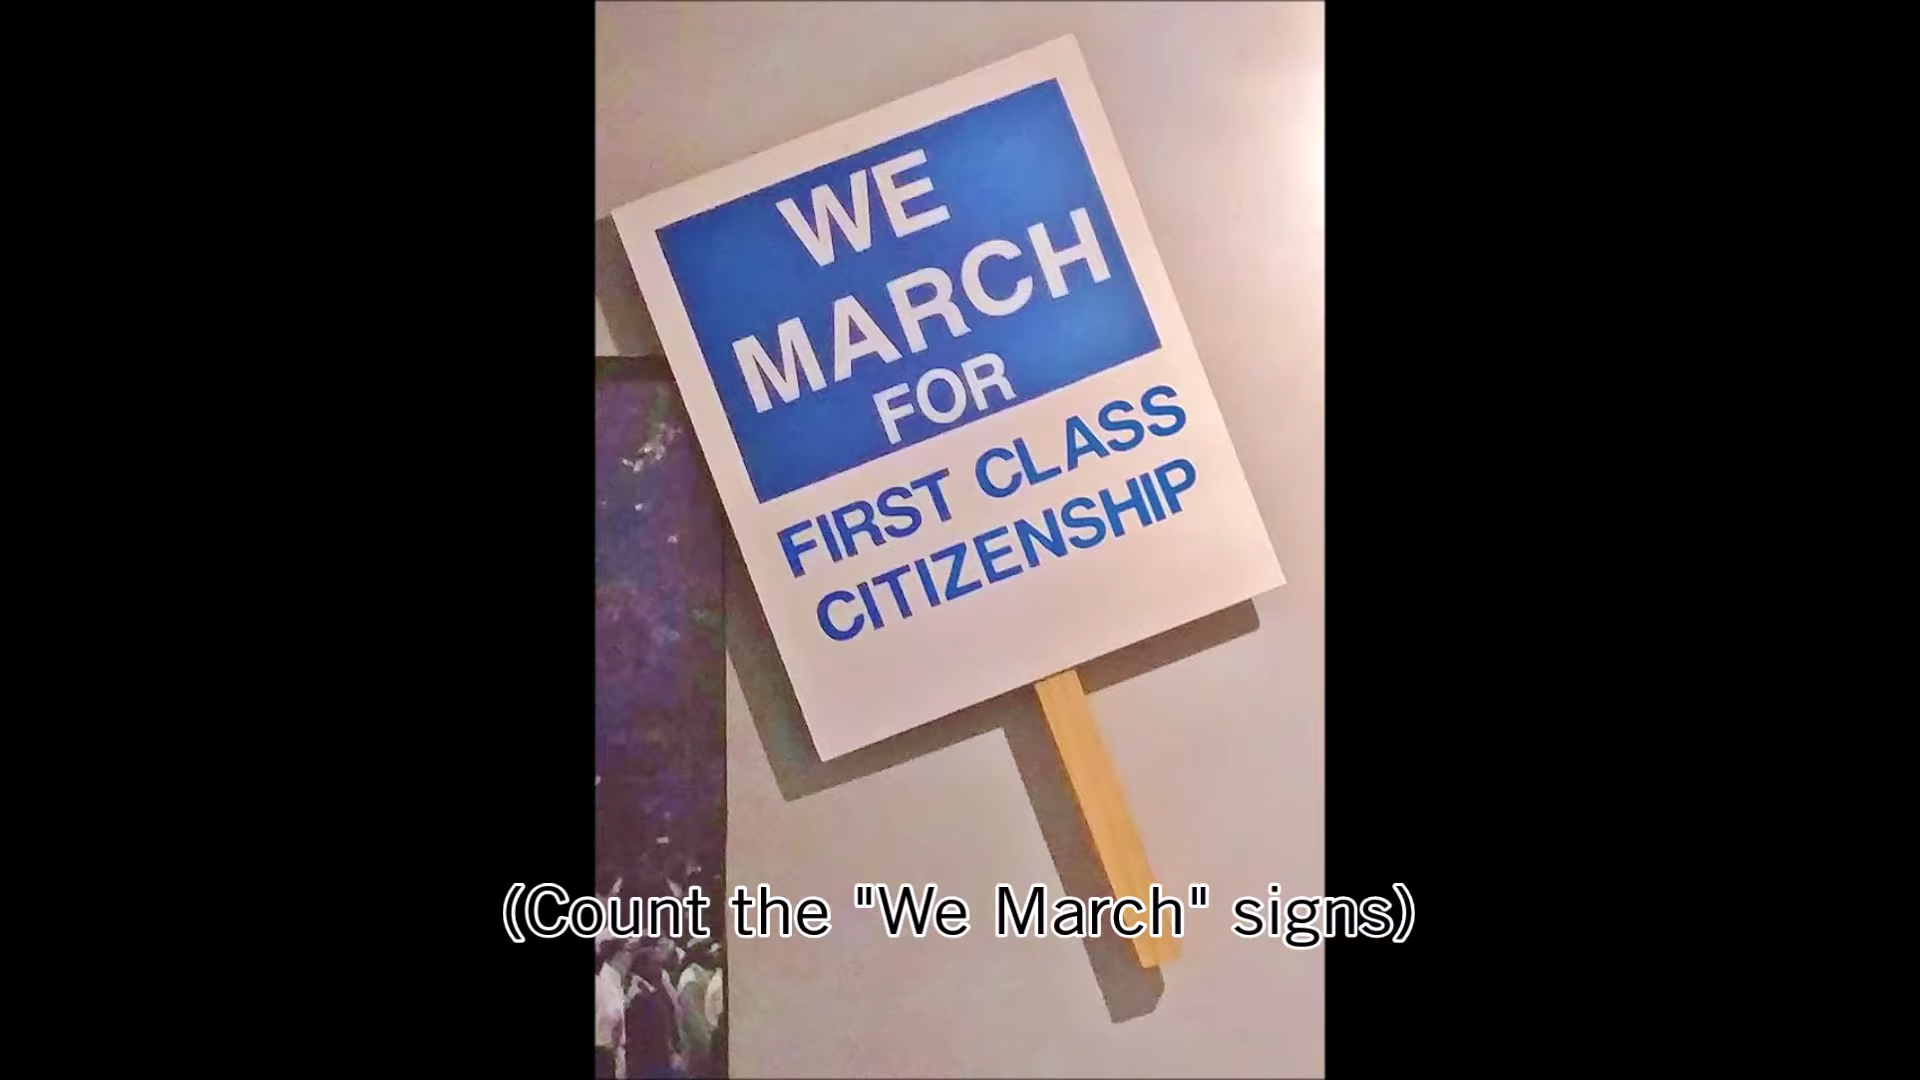 WE
MARCH
FOR
FIRST CLASS
CITIZENSHIP
(Count the "We March" signs)